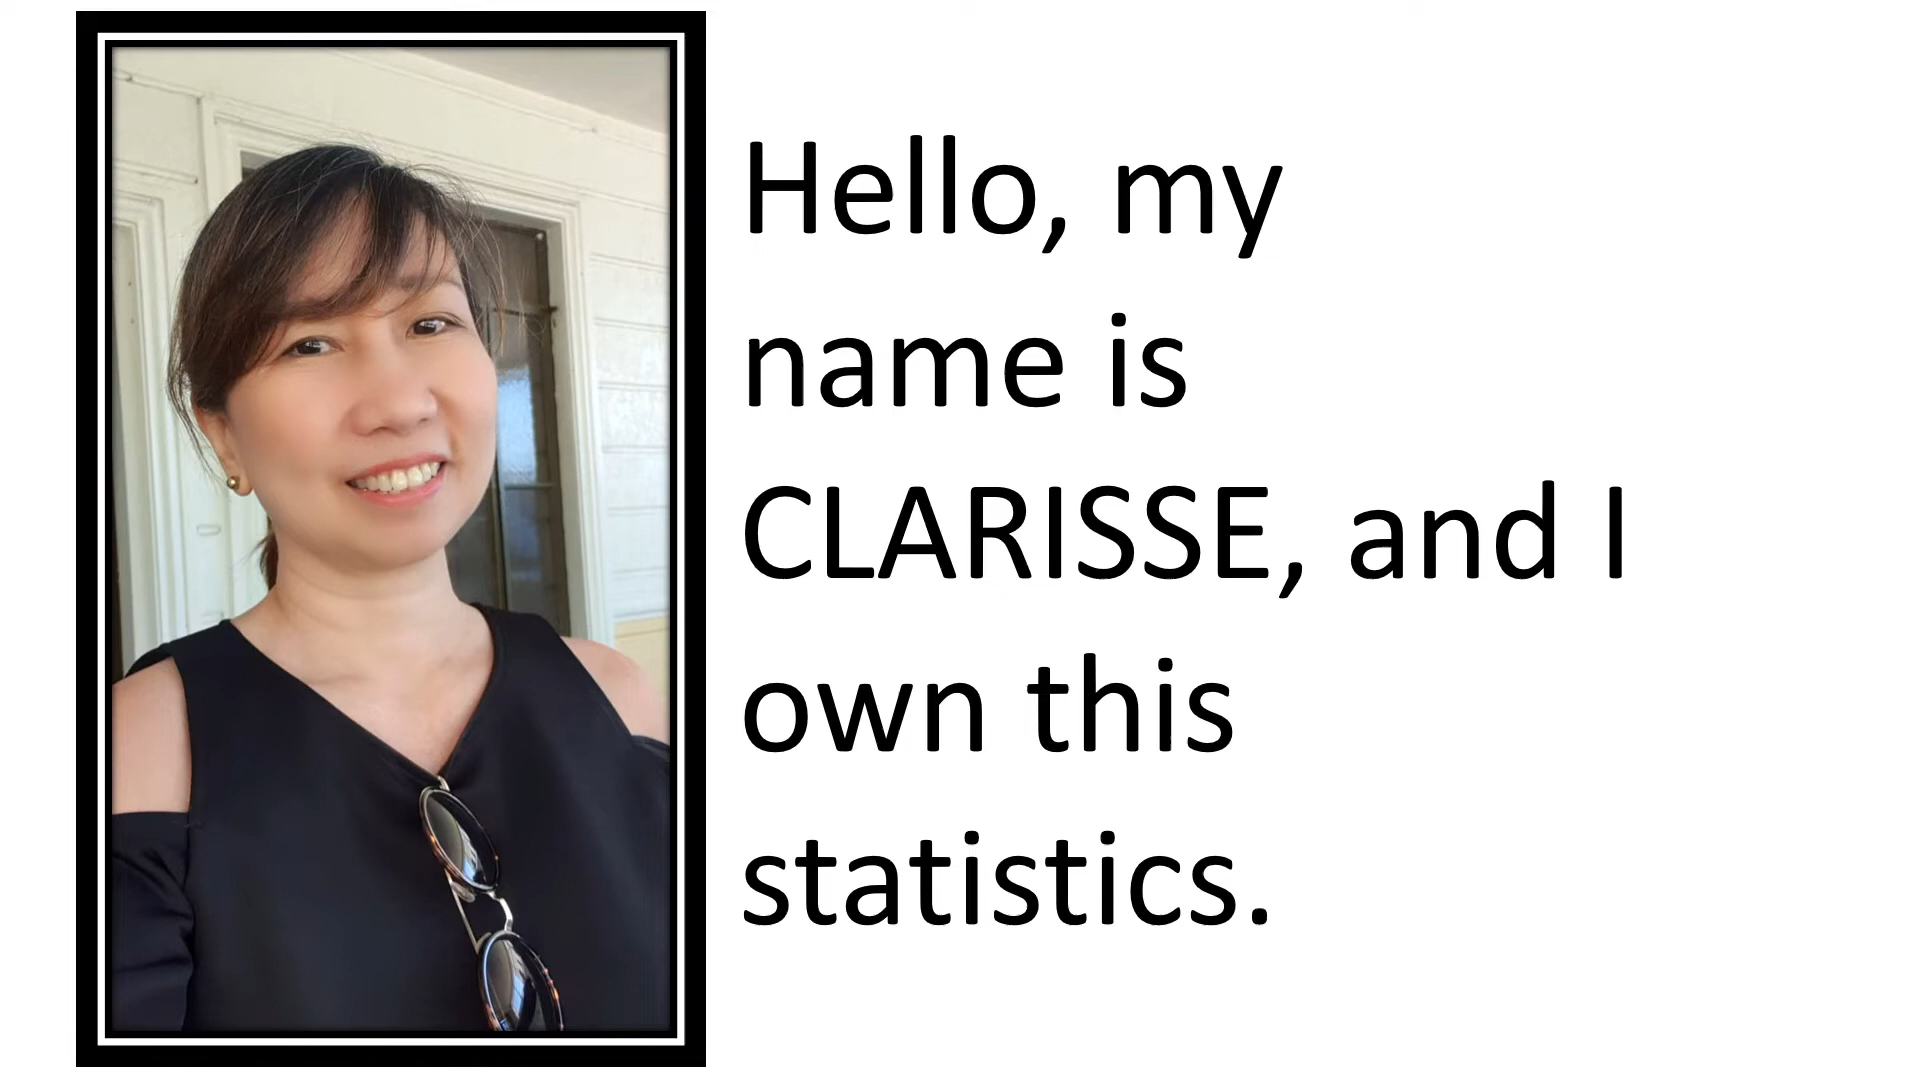 Hello, my
name is
CLARISSE, and I
own this
statistics.